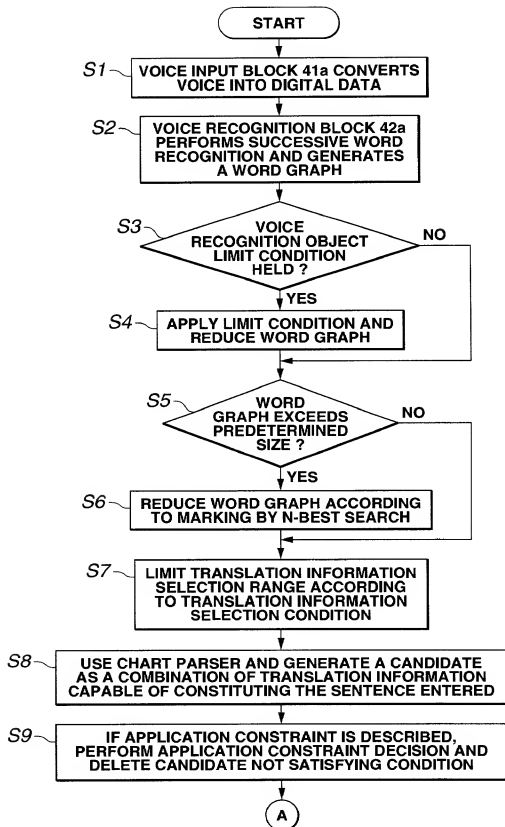 START
S1
VOICE INPUT BLOCK 41a CONVERTS
VOICE INTO DIGITAL DATA
S2
VOICE RECOGNITION BLOCK 42a
PERFORMS SUCCESSIVE WORD
RECOGNITION AND GENERATES
A WORD GRAPH
S3
VOICE
RECOGNITION OBJECT
LIMIT CONDITION
HELD ?
NO
YES
S4
APPLY LIMIT CONDITION AND
REDUCE WORD GRAPH
S5
WORD
GRAPH EXCEEDS
PREDETERMINED
SIZE ?
NO
YES
S6
REDUCE WORD GRAPH ACCORDING
TO MARKING BY N-BEST SEARCH
S7
LIMIT TRANSLATION INFORMATION
SELECTION RANGE ACCORDING
TO TRANSLATION INFORMATION
SELECTION CONDITION
S8
USE CHART PARSER AND GENERATE A CANDIDATE
AS A COMBINATION OF TRANSLATION INFORMATION
CAPABLE OF CONSTITUTING THE SENTENCE ENTERED
S9
IF APPLICATION CONSTRAINT IS DESCRIBED,
PERFORM APPLICATION CONSTRAINT DECISION AND
DELETE CANDIDATE NOT SATISFYING CONDITION
A